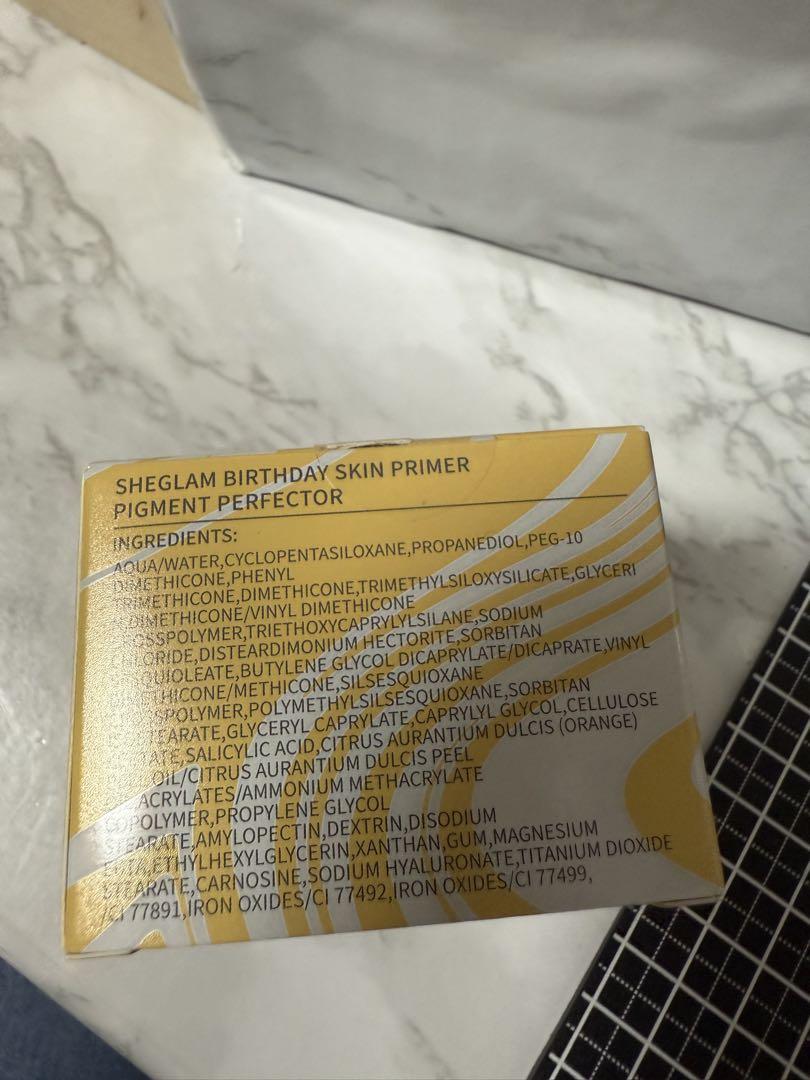 SHEGLAM BIRTHDAY SKIN PRIMER
PIGMENT PERFECTOR
INGREDIENTS:
AQUA/WATER,CYCLOPENTASILOXANE,PROPANEDIOL,PEG-10
DIMETHICONE,PHENYL
TRIMETHICONE,DIMETHICONE,TRIMETHYLSILOXYSILICATE,GLYCERI
N,DIMETHICONE/VINYL DIMETHICONE
CROSSPOLYMER,TRIETHOXYCAPRYLYLSILANE,SODIUM
CHLORIDE,DISTEARDIMONIUM HECTORITE,SORBITAN
SESQUIOLEATE,BUTYLENE GLYCOL DICAPRYLATE/DICAPRATE,VINYL
DIMETHICONE/METHICONE,SILSESQUIOXANE
CROSSPOLYMER,POLYMETHYLSILSESQUIOXANE,SORBITAN
GLYCERYL CAPRYLATE,CAPRYLYL GLYCOL,CELLULOSE
SALICYLIC ACID,CITRUS AURANTIUM DULCIS (ORANGE)
OIL/CITRUS AURANTIUM DULCIS PEEL
ACRYLATES/AMMONIUM METHACRYLATE
COPOLYMER,PROPYLENE GLYCOL
STEARATE,AMYLOPECTIN,DEXTRIN,DISODIUM
EDTA,ETHYLHEXYLGLYCERIN,XANTHAN,GUM,MAGNESIUM
STEARATE,CARNOSINE,SODIUM HYALURONATE,TITANIUM DIOXIDE
/CI 77891,IRON OXIDES/CI 77492,IRON OXIDES/CI 77499,